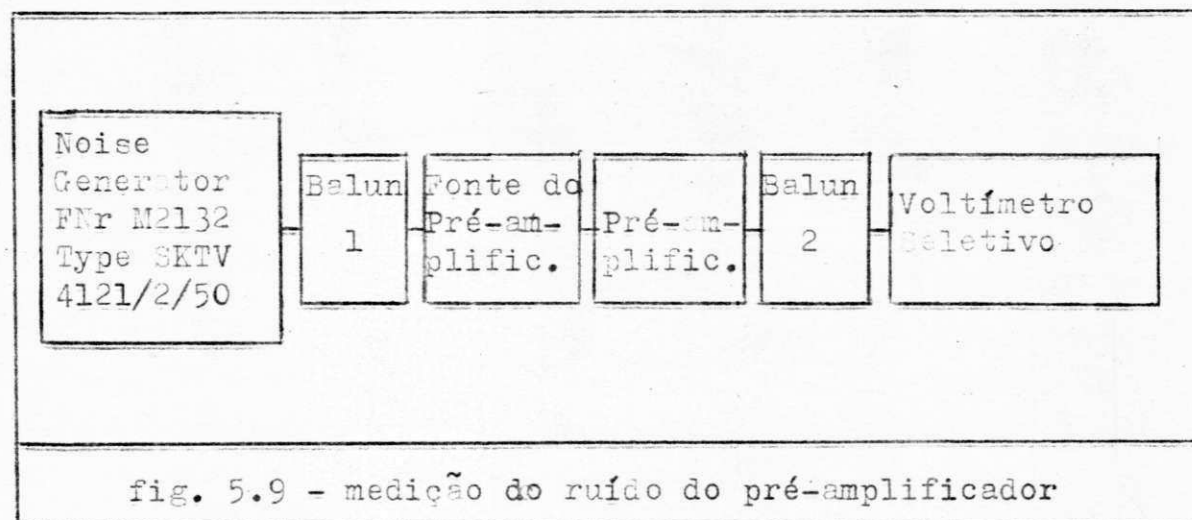 Noise
Generator
FNr M2132
Type SKTV
4121/2/50
Balun
1
Fonte do
Pré-am-
plific.
Pré-am-
plific.
Balun
2
Voltímetro
Seletivo
fig. 5.9 - medição do ruído do pré-amplificador